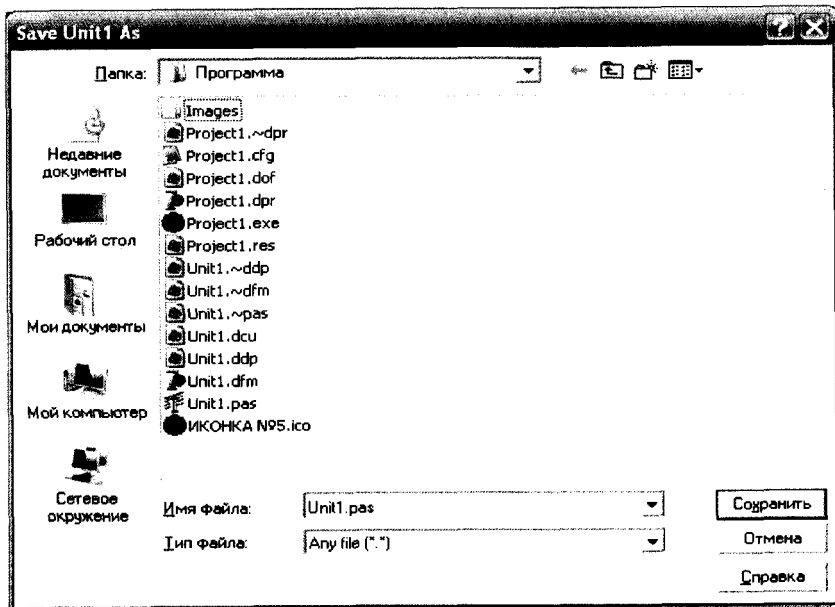 Save Unit1 As
Папка:
Программа
Images
Project1.~dpr
Project1.cfg
Project1.dof
Project1.dpr
Project1.exe
Project1.res
Unit1.~ddp
Unit1.~dfm
Unit1.~pas
Unit1.dcu
Unit1.ddp
Unit1.dfm
Unit1.pas
ИКОНКА N95.ico
Недавние
документы
Рабочий стол
Мои документы
Мой компьютер
Сетевое
окружение
Имя файла:
Unit1.pas
Сохранить
Тип файла:
Any file (*.*)
Отмена
Справка